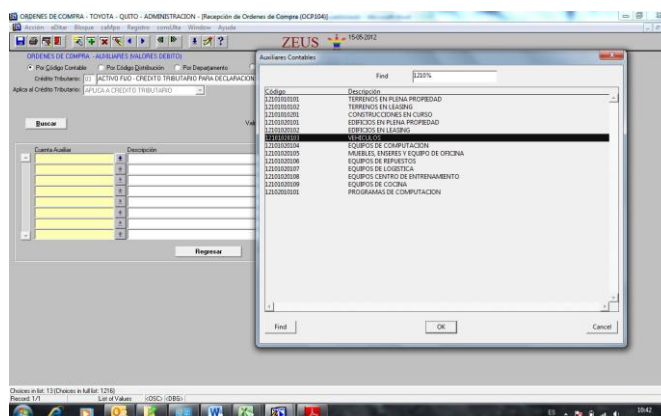 ORDENES DE COMPRA - TOYOTA - QUITO - ADMINISTRACION - [Recepción de Ordenes de Compra (OCP104)]
Acción eDitar Bloque caMpo Registro consUlta Window Ayuda
ZEUS
15-05-2012
ORDENES DE COMPRA - AUXILIARES (VALORES DEBITO)
Por Código Contable Por Código Distribución Por Departamento
Crédito Tributario: 03 ACTIVO FIJO - CREDITO TRIBUTARIO PARA DECLARACION
Aplica al Crédito Tributario: APLICA A CREDITO TRIBUTARIO
Buscar
Cuenta Auxiliar Descripción
Regresar
Auxiliares Contables
Find 1210%
Código Descripción
12101010101 TERRENOS EN PLENA PROPIEDAD
12101010102 TERRENOS EN LEASING
12101010201 CONSTRUCCIONES EN CURSO
12101020101 EDIFICIOS EN PLENA PROPIEDAD
12101020102 EDIFICIOS EN LEASING
12101020103 VEHICULOS
12101020104 EQUIPOS DE COMPUTACION
12101020105 MUEBLES, ENSERES Y EQUIPO DE OFICINA
12101020106 EQUIPOS DE REPUESTOS
12101020107 EQUIPOS DE LOGISTICA
12101020108 EQUIPOS CENTRO DE ENTRENAMIENTO
12101020109 EQUIPOS DE COCINA
12102010101 PROGRAMAS DE COMPUTACION
Find OK Cancel
Choices in list: 13 (Choices in full list: 1216)
Record: 1/1 List of Values <OSC> <DBG>
ES 10:42